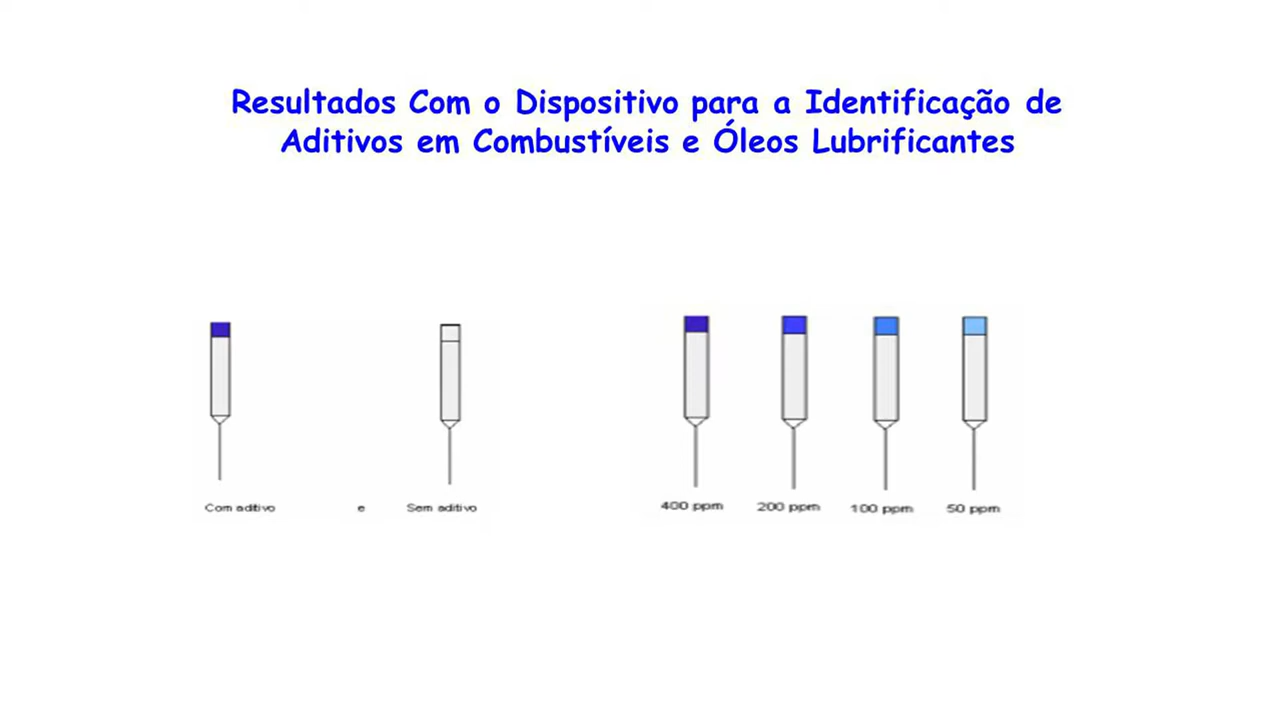 Resultados Com o Dispositivo para a Identificação de
Aditivos em Combustíveis e Óleos Lubrificantes
Com aditivo e Sem aditivo
400 ppm 200 ppm 100 ppm 50 ppm